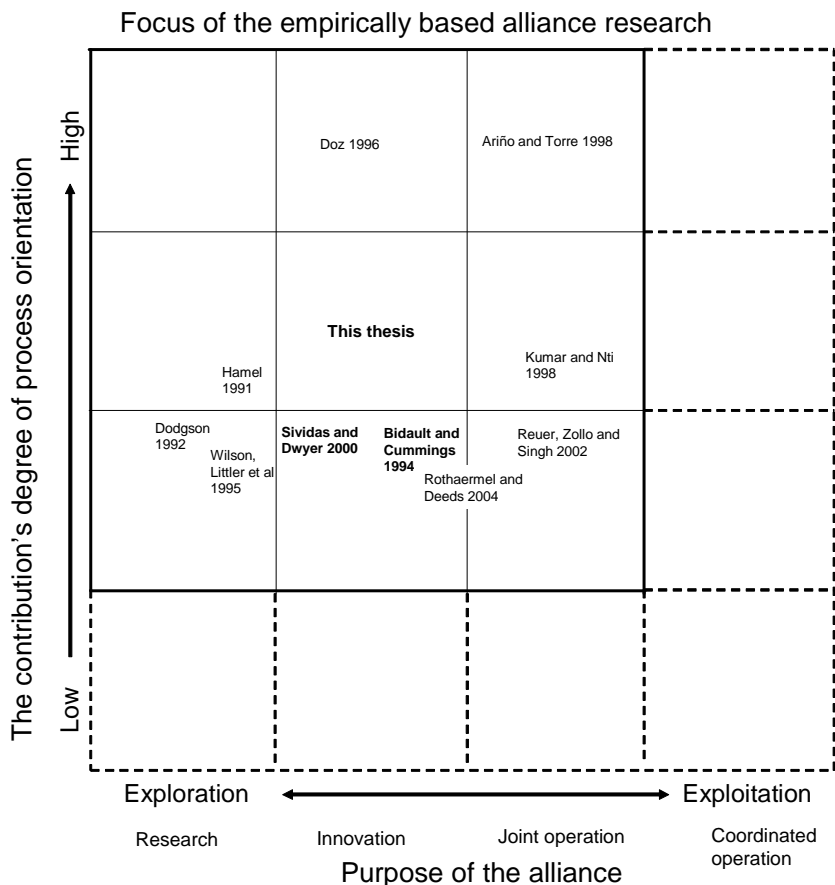 Focus of the empirically based alliance research
The contribution's degree of process orientation
High
Low
Doz 1996
Ariño and Torre 1998
This thesis
Hamel
1991
Kumar and Nti
1998
Dodgson
1992
Wilson,
Littler et al
1995
Sividas and
Dwyer 2000
Bidault and
Cummings
1994
Rothaermel and
Deeds 2004
Reuer, Zollo and
Singh 2002
Exploration
Exploitation
Research
Innovation
Joint operation
Coordinated
operation
Purpose of the alliance